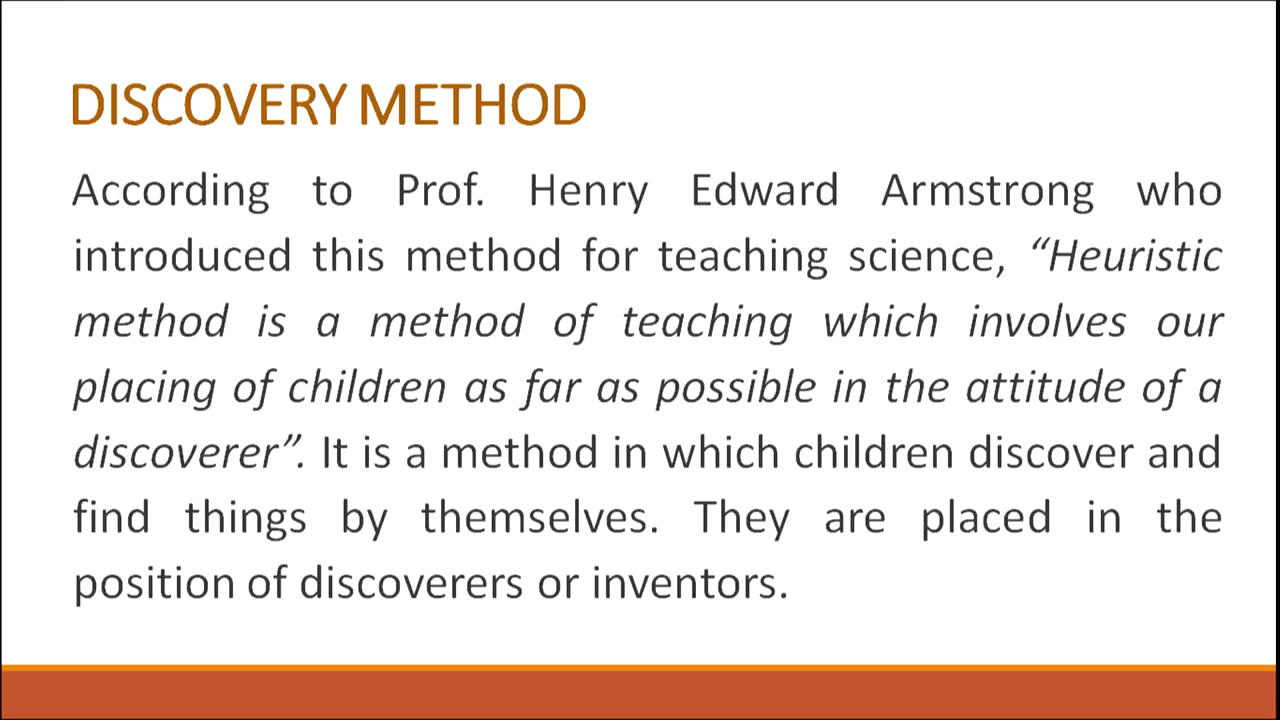 DISCOVERY METHOD
According to Prof. Henry Edward Armstrong who
introduced this method for teaching science, “Heuristic
method is a method of teaching which involves our
placing of children as far as possible in the attitude of a
discoverer”. It is a method in which children discover and
find things by themselves. They are placed in the
position of discoverers or inventors.